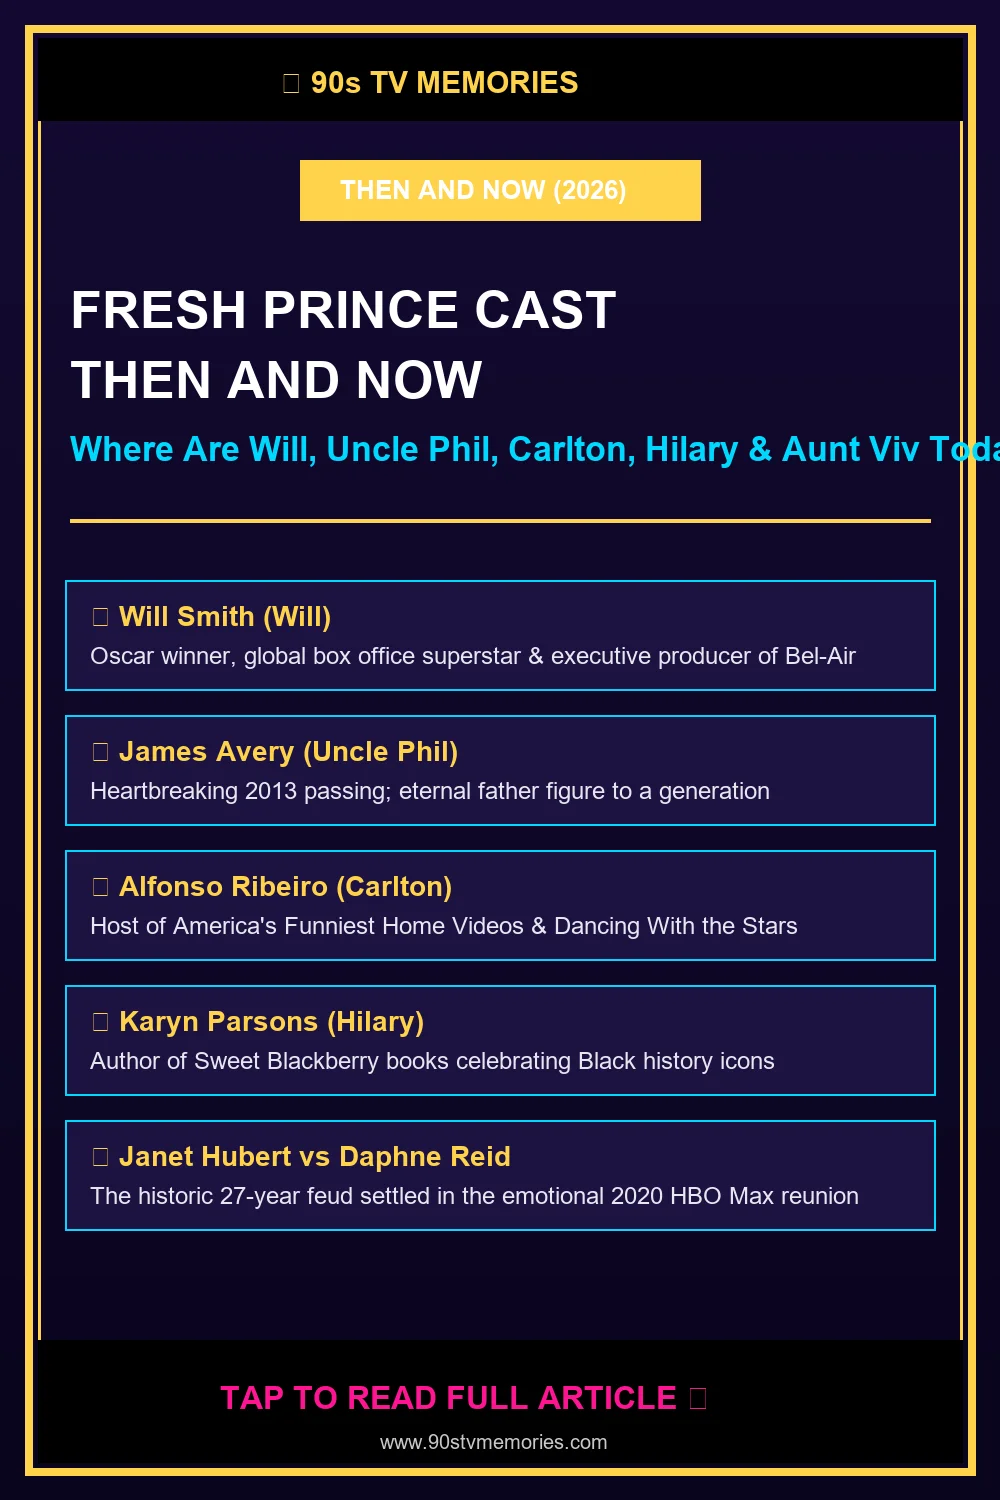 90s TV MEMORIES
THEN AND NOW (2026)
FRESH PRINCE CAST
THEN AND NOW
Where Are Will, Uncle Phil, Carlton, Hilary & Aunt Viv Toda
Will Smith (Will)
Oscar winner, global box office superstar & executive producer of Bel-Air
James Avery (Uncle Phil)
Heartbreaking 2013 passing; eternal father figure to a generation
Alfonso Ribeiro (Carlton)
Host of America's Funniest Home Videos & Dancing With the Stars
Karyn Parsons (Hilary)
Author of Sweet Blackberry books celebrating Black history icons
Janet Hubert vs Daphne Reid
The historic 27-year feud settled in the emotional 2020 HBO Max reunion
TAP TO READ FULL ARTICLE
www.90stvmemories.com